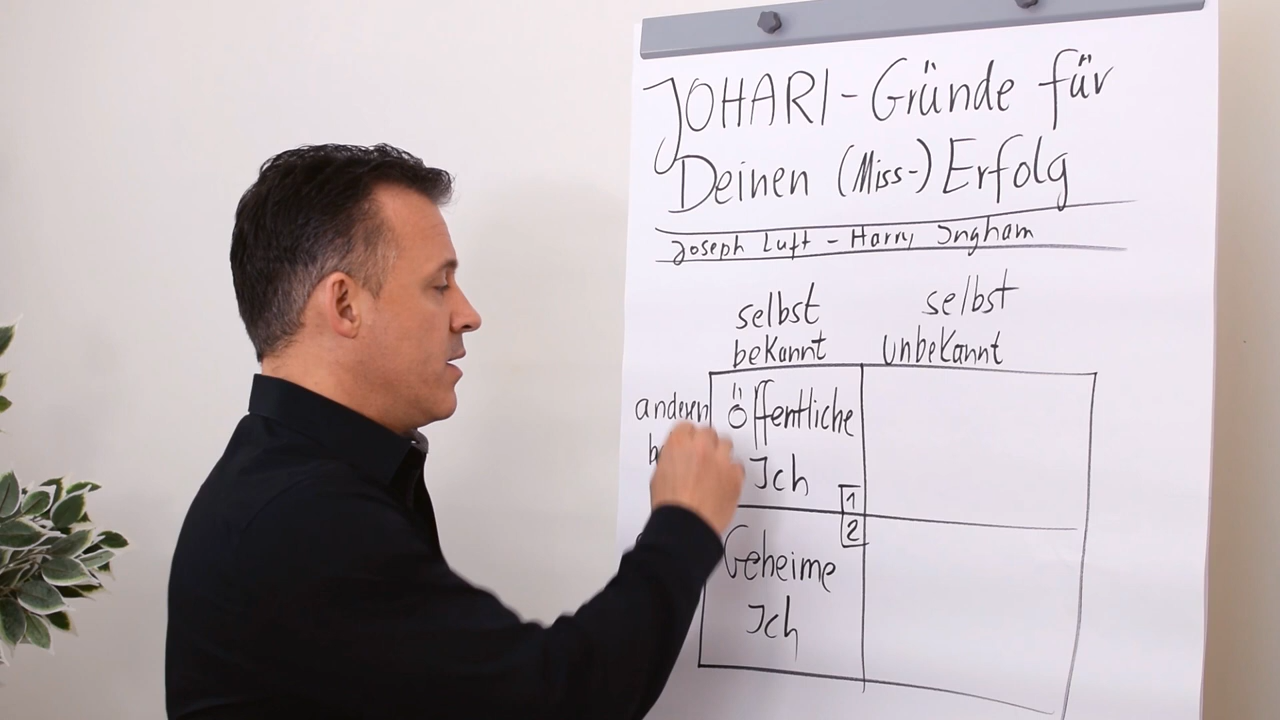 JOHARI - Gründe für
Deinen (Miss-) Erfolg
Joseph Luft - Harry Ingham
selbst
bekannt
selbst
unbekannt
anderen
öffentliche
Ich
1
2
Geheime
Ich